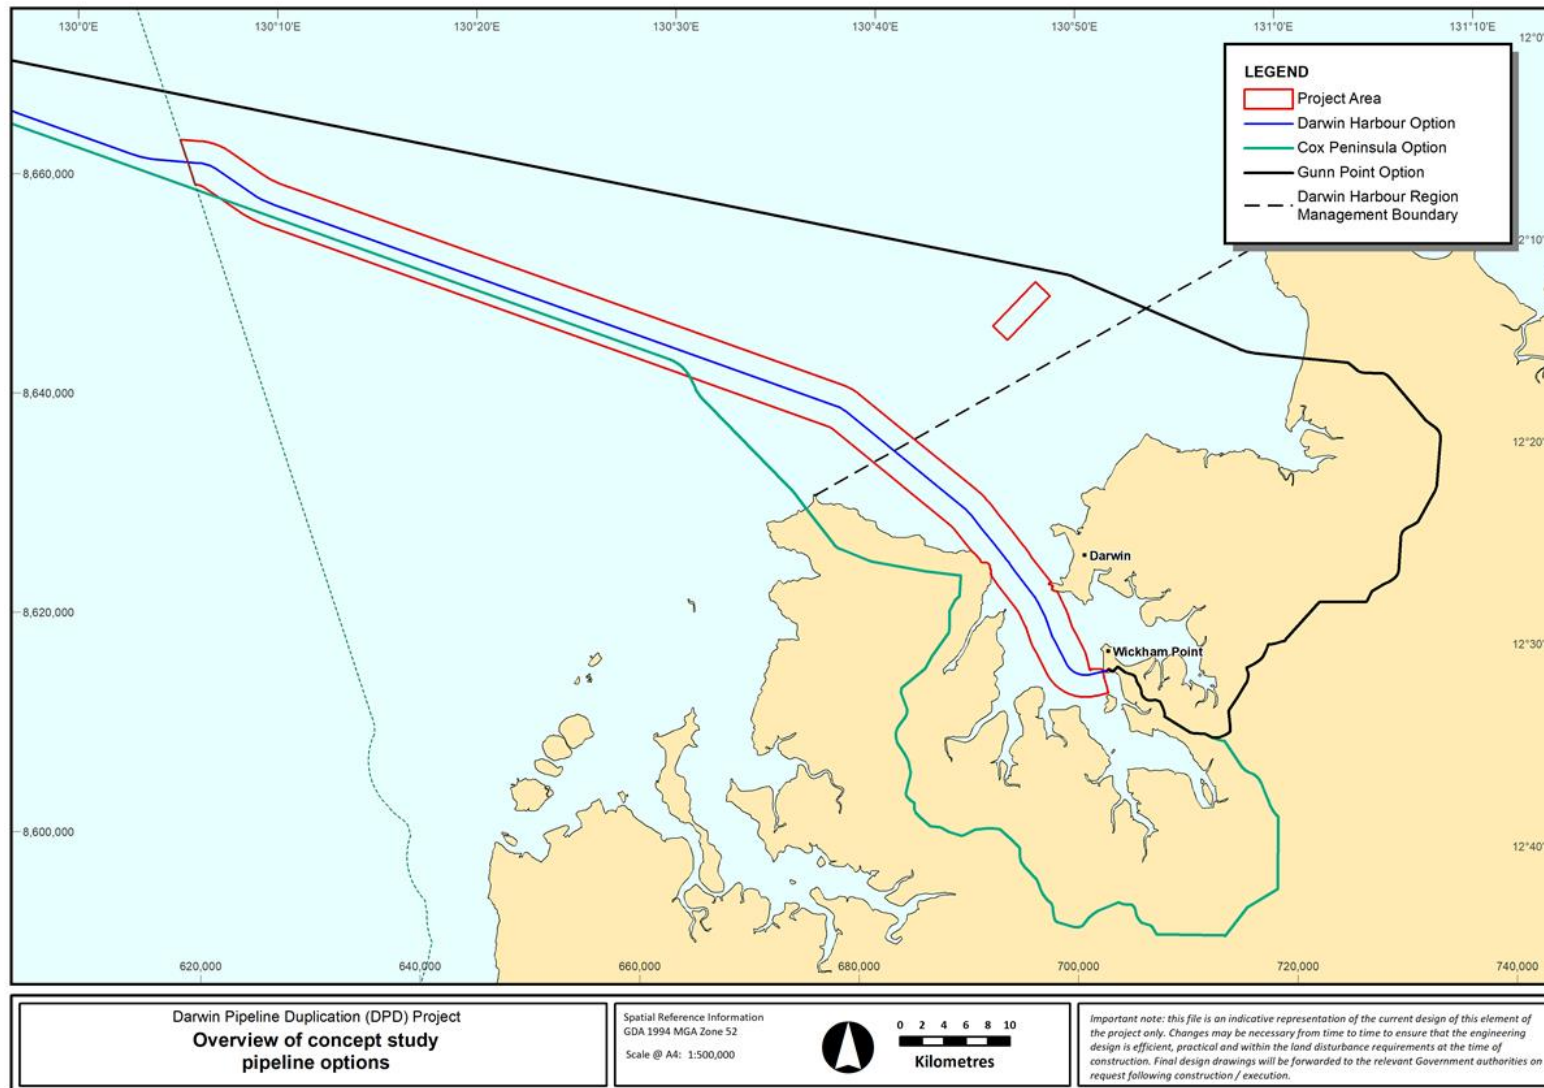 130°0'E 130°10'E 130°20'E 130°30'E 130°40'E 130°50'E 131°0'E 131°10'E
12°0'
LEGEND
Project Area
Darwin Harbour Option
Cox Peninsula Option
Gunn Point Option
Darwin Harbour Region
Management Boundary
8,660,000
12°10'
8,640,000
12°20'
Darwin
8,620,000
12°30'
Wickham Point
8,600,000
12°40'
620,000 640,000 660,000 680,000 700,000 720,000 740,000
Darwin Pipeline Duplication (DPD) Project
Overview of concept study
pipeline options
Spatial Reference Information
GDA 1994 MGA Zone 52
Scale @ A4: 1:500,000
0 2 4 6 8 10
Kilometres
Important note: this file is an indicative representation of the current design of this element of
the project only. Changes may be necessary from time to time to ensure that the engineering
design is efficient, practical and within the land disturbance requirements at the time of
construction. Final design drawings will be forwarded to the relevant Government authorities on
request following construction / execution.